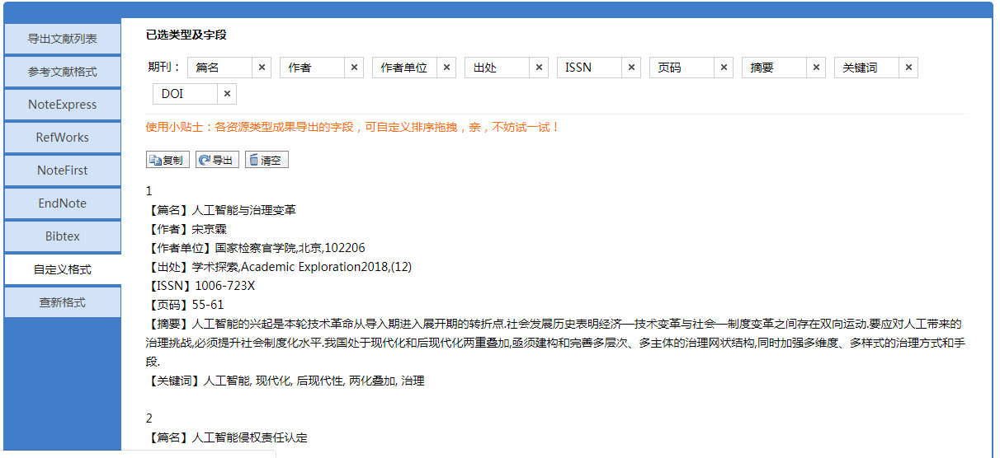 导出文献列表
参考文献格式
NoteExpress
RefWorks
NoteFirst
EndNote
Bibtex
自定义格式
查新格式
已选类型及字段
期刊： 篇名 × 作者 × 作者单位 × 出处 × ISSN × 页码 × 摘要 × 关键词 ×
DOI ×
使用小贴士：各资源类型成果导出的字段，可自定义排序拖拽，亲，不妨试一试！
复制 导出 清空
1
【篇名】人工智能与治理变革
【作者】宋京霖
【作者单位】国家检察官学院,北京,102206
【出处】学术探索,Academic Exploration2018,(12)
【ISSN】1006-723X
【页码】55-61
【摘要】人工智能的兴起是本轮技术革命从导入期进入展开期的转折点.社会发展历史表明经济—技术变革与社会—制度变革之间存在双向运动.要应对人工带来的
治理挑战,必须提升社会制度化水平.我国处于现代化和后现代化两重叠加,亟须建构和完善多层次、多主体的治理网状结构,同时加强多维度、多样式的治理方式和手
段.
【关键词】人工智能, 现代化, 后现代性, 两化叠加, 治理
2
【篇名】人工智能侵权责任认定